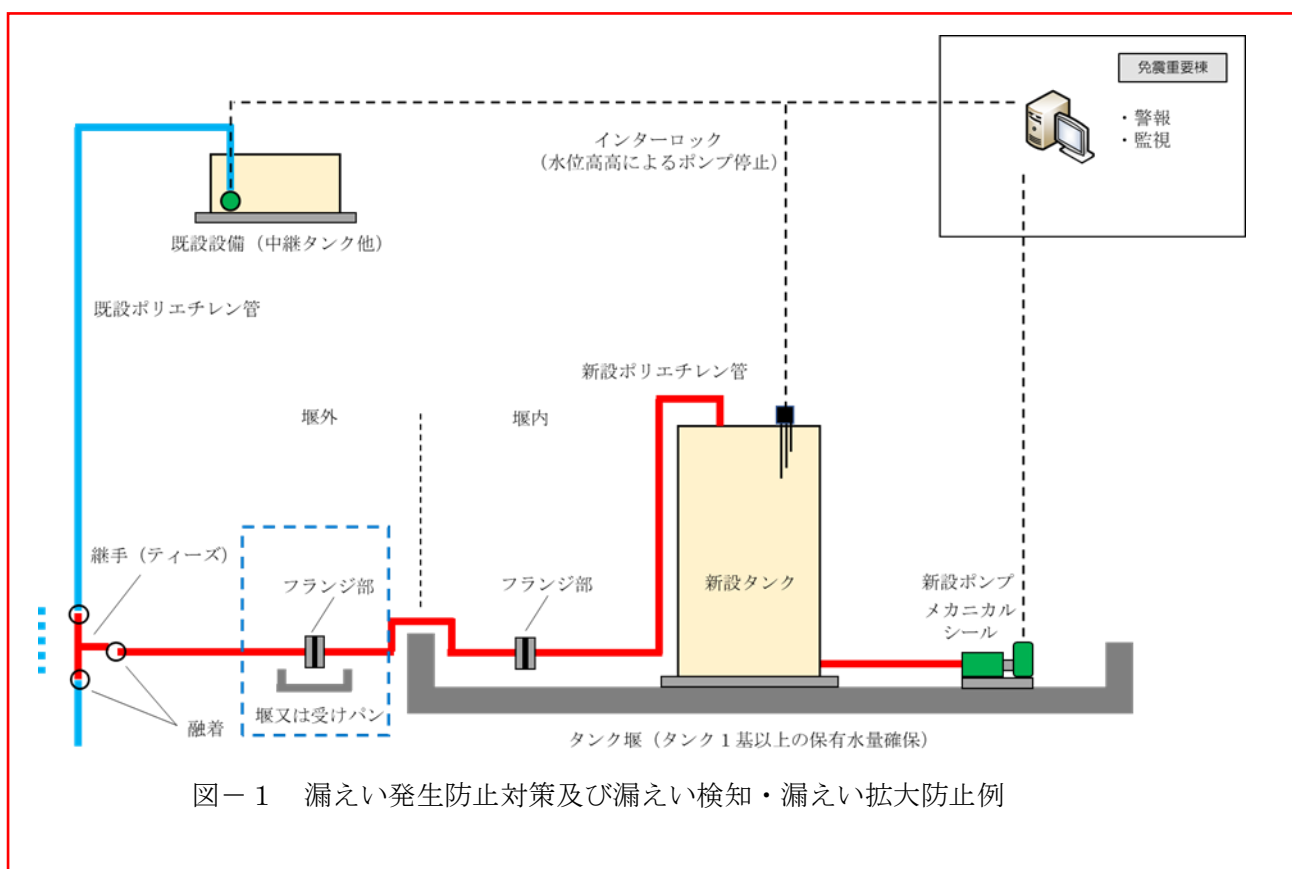 免震重要棟
・警報
・監視
インターロック
(水位高高によるポンプ停止)
既設設備(中継タンク他)
既設ポリエチレン管
新設ポリエチレン管
堰外
堰内
継手(ティーズ)
フランジ部
フランジ部
新設タンク
新設ポンプ
メカニカル
シール
堰又は受けパン
融着
タンク堰(タンク1基以上の保有水量確保)
図-1 漏えい発生防止対策及び漏えい検知・漏えい拡大防止例